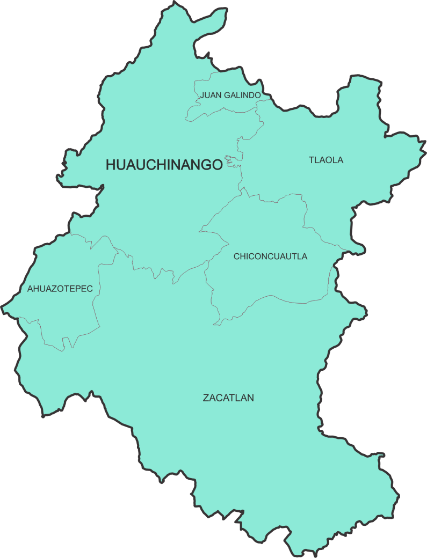 JUAN GALINDO
HUAUCHINANGO
TLAOLA
CHICONCUAUTLA
AHUAZOTEPEC
ZACATLAN